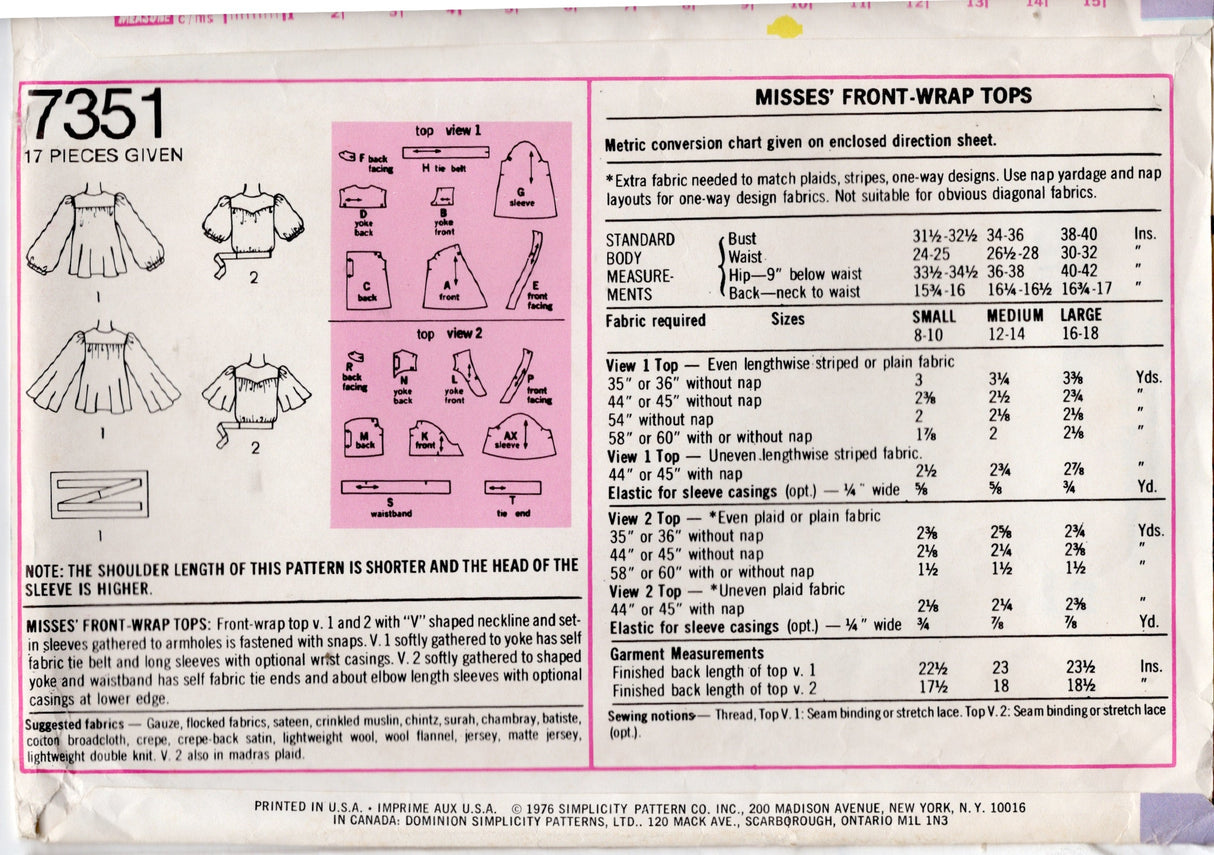 MEASURE C/MS 1 2 3 4 5 6 7 8 9 10 11 12 13 14 15
7351
17 PIECES GIVEN
1
2
1
2
1
top view 1
F back facing
H tie belt
G sleeve
D yoke back
B yoke front
C back
A front
E front facing
top view 2
R back facing
N yoke back
L yoke front
P front facing
M back
K front
AX sleeve
S waistband
T tie end
NOTE: THE SHOULDER LENGTH OF THIS PATTERN IS SHORTER AND THE HEAD OF THE
SLEEVE IS HIGHER.
MISSES' FRONT-WRAP TOPS: Front-wrap top v. 1 and 2 with "V" shaped neckline and set-
in sleeves gathered to armholes is fastened with snaps. V. 1 softly gathered to yoke has self
fabric tie belt and long sleeves with optional wrist casings. V. 2 softly gathered to shaped
yoke and waistband has self fabric tie ends and about elbow length sleeves with optional
casings at lower edge.
Suggested fabrics — Gauze, flocked fabrics, sateen, crinkled muslin, chintz, surah, chambray, batiste,
cotton broadcloth, crepe, crepe-back satin, lightweight wool, wool flannel, jersey, matte jersey,
lightweight double knit. V. 2 also in madras plaid.
MISSES' FRONT-WRAP TOPS
Metric conversion chart given on enclosed direction sheet.
*Extra fabric needed to match plaids, stripes, one-way designs. Use nap yardage and nap
layouts for one-way design fabrics. Not suitable for obvious diagonal fabrics.
STANDARD Bust 31½-32½ 34-36 38-40 Ins.
BODY Waist 24-25 26½-28 30-32 "
MEASURE- Hip—9" below waist 33½-34½ 36-38 40-42 "
MENTS Back—neck to waist 15¾-16 16¼-16½ 16¾-17 "
Fabric required Sizes SMALL MEDIUM LARGE
8-10 12-14 16-18
View 1 Top — Even lengthwise striped or plain fabric
35" or 36" without nap 3 3¼ 3⅜ Yds.
44" or 45" without nap 2⅜ 2½ 2¾ "
54" without nap 2 2⅛ 2⅛ "
58" or 60" with or without nap 1⅞ 2 2⅛ "
View 1 Top — Uneven lengthwise striped fabric.
44" or 45" with nap 2½ 2¾ 2⅞ "
Elastic for sleeve casings (opt.) — ¼" wide ⅝ ⅝ ¾ Yd.
View 2 Top — *Even plaid or plain fabric
35" or 36" without nap 2⅜ 2⅝ 2¾ Yds.
44" or 45" without nap 2⅛ 2¼ 2⅜ "
58" or 60" with or without nap 1½ 1½ 1½ "
View 2 Top — *Uneven plaid fabric
44" or 45" with nap 2⅛ 2¼ 2⅜ "
Elastic for sleeve casings (opt.) — ¼" wide ¾ ⅞ ⅞ Yd.
Garment Measurements
Finished back length of top v. 1 22½ 23 23½ Ins.
Finished back length of top v. 2 17½ 18 18½ "
Sewing notions— Thread, Top V. 1: Seam binding or stretch lace. Top V. 2: Seam binding or stretch lace
(opt.).
PRINTED IN U.S.A. • IMPRIME AUX U.S.A. © 1976 SIMPLICITY PATTERN CO. INC., 200 MADISON AVENUE, NEW YORK, N.Y. 10016
IN CANADA: DOMINION SIMPLICITY PATTERNS, LTD.. 120 MACK AVE., SCARBOROUGH, ONTARIO M1L 1N3